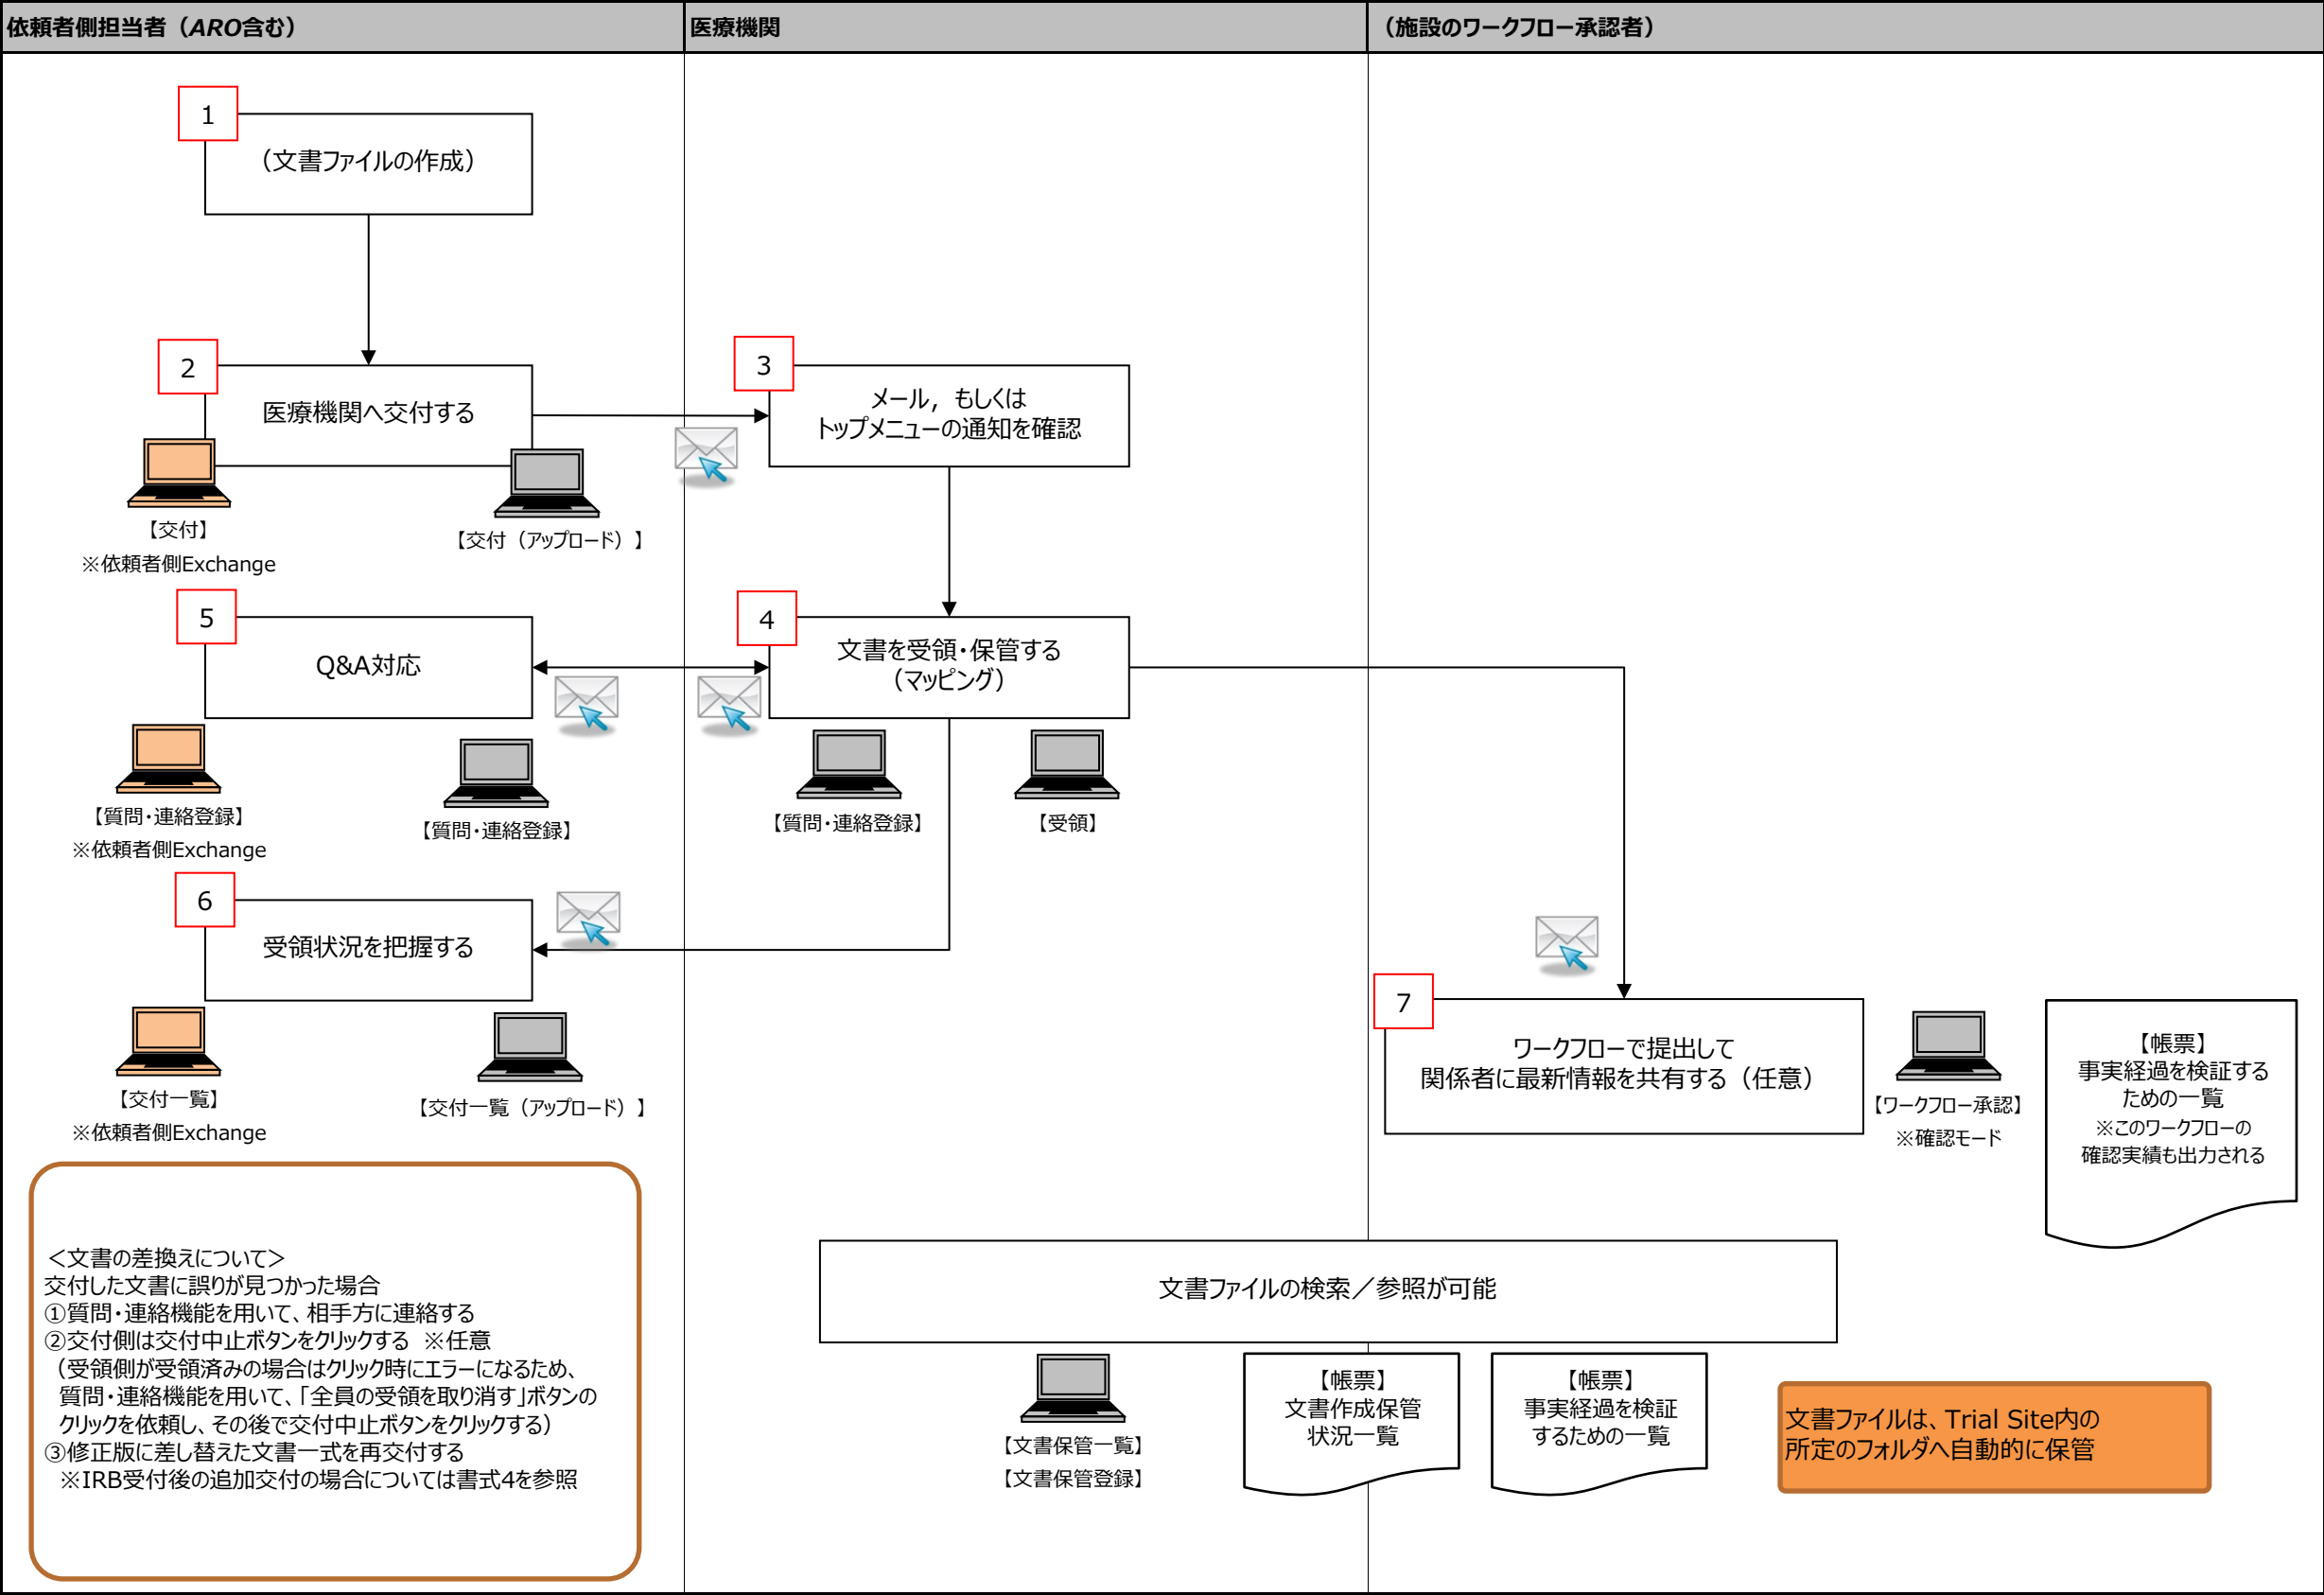 依頼者側担当者（ARO含む）
医療機関
（施設のワークフロー承認者）
1
（文書ファイルの作成）
2
医療機関へ交付する
【交付】
※依頼者側Exchange
【交付（アップロード）】
3
メール，もしくは
トップメニューの通知を確認
5
Q&A対応
【質問・連絡登録】
※依頼者側Exchange
【質問・連絡登録】
4
文書を受領・保管する
（マッピング）
【質問・連絡登録】
【受領】
6
受領状況を把握する
【交付一覧】
※依頼者側Exchange
【交付一覧（アップロード）】
7
ワークフローで提出して
関係者に最新情報を共有する（任意）
【ワークフロー承認】
※確認モード
【帳票】
事実経過を検証する
ための一覧
※このワークフローの
確認実績も出力される
＜文書の差換えについて＞
交付した文書に誤りが見つかった場合
①質問・連絡機能を用いて、相手方に連絡する
②交付側は交付中止ボタンをクリックする ※任意
（受領側が受領済みの場合はクリック時にエラーになるため、
質問・連絡機能を用いて、「全員の受領を取り消す」ボタンの
クリックを依頼し、その後で交付中止ボタンをクリックする）
③修正版に差し替えた文書一式を再交付する
※IRB受付後の追加交付の場合については書式4を参照
文書ファイルの検索／参照が可能
【文書保管一覧】
【文書保管登録】
【帳票】
文書作成保管
状況一覧
【帳票】
事実経過を検証
するための一覧
文書ファイルは、Trial Site内の
所定のフォルダへ自動的に保管